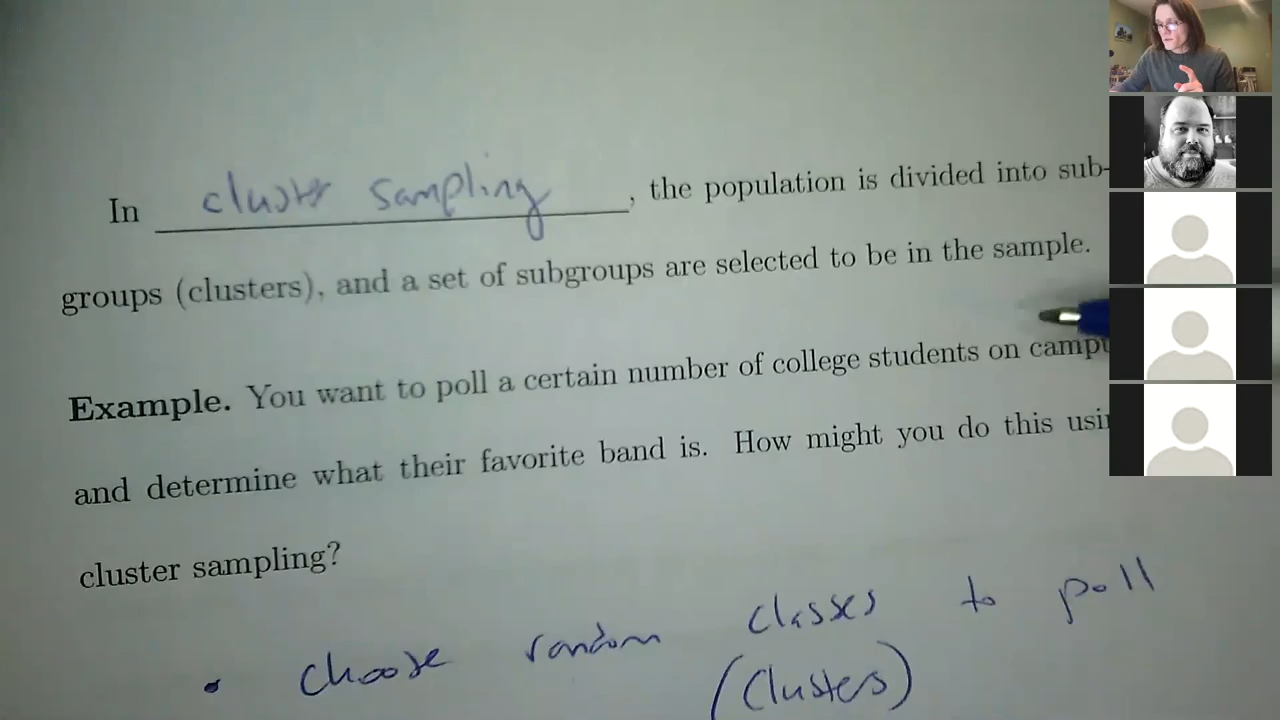 In cluster sampling, the population is divided into sub-
groups (clusters), and a set of subgroups are selected to be in the sample.
Example. You want to poll a certain number of college students on
and determine what their favorite band is. How might you do this
cluster sampling?
• choose random classes to poll
(clusters)